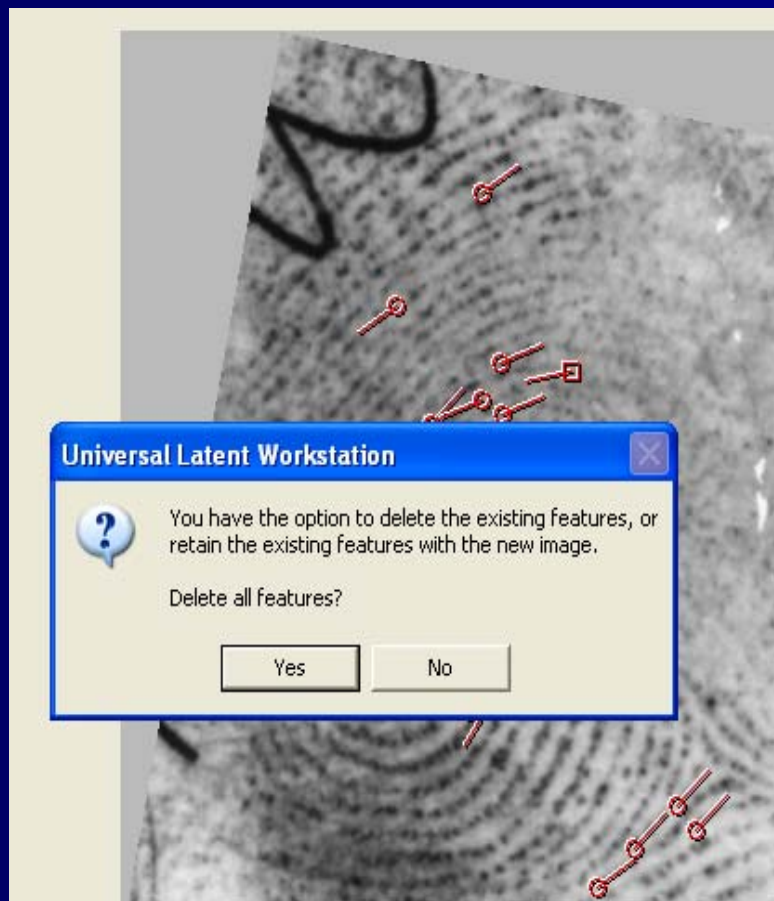 Universal Latent Workstation
You have the option to delete the existing features, or
retain the existing features with the new image.
Delete all features?
Yes
No